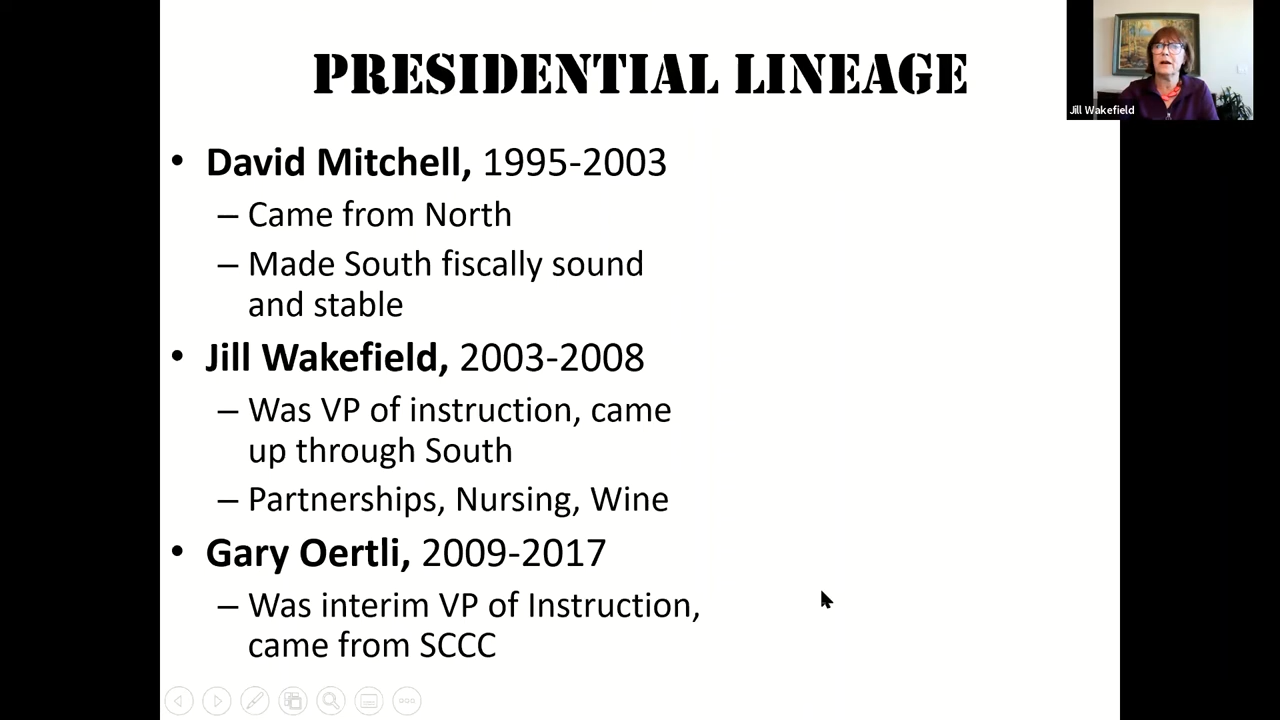 PRESIDENTIAL LINEAGE
Jill Wakefield
• David Mitchell, 1995-2003
– Came from North
– Made South fiscally sound
and stable
• Jill Wakefield, 2003-2008
– Was VP of instruction, came
up through South
– Partnerships, Nursing, Wine
• Gary Oertli, 2009-2017
– Was interim VP of Instruction,
came from SCCC